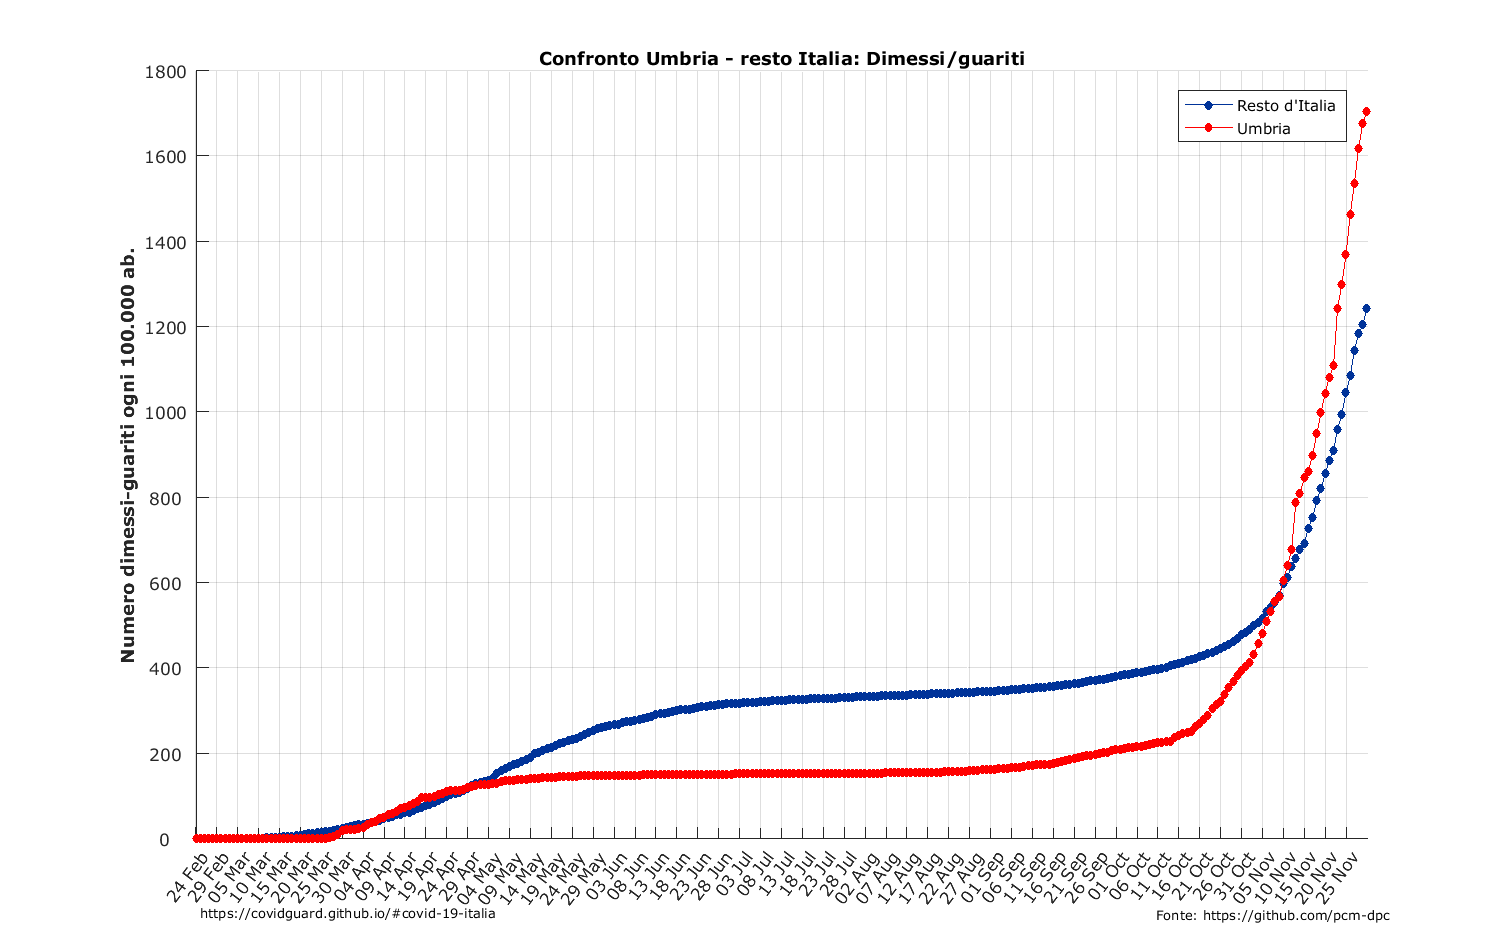 Confronto Umbria - resto Italia: Dimessi/guariti
Numero dimessi-guariti ogni 100.000 ab.
1800
1600
1400
1200
1000
800
600
400
200
0
Resto d'Italia
Umbria
24 Feb
29 Feb
05 Mar
10 Mar
15 Mar
20 Mar
25 Mar
30 Mar
04 Apr
09 Apr
14 Apr
19 Apr
24 Apr
29 Apr
04 May
09 May
14 May
19 May
24 May
29 May
03 Jun
08 Jun
13 Jun
18 Jun
23 Jun
28 Jun
03 Jul
08 Jul
13 Jul
18 Jul
23 Jul
28 Jul
02 Aug
07 Aug
12 Aug
17 Aug
22 Aug
27 Aug
01 Sep
06 Sep
11 Sep
16 Sep
21 Sep
26 Sep
01 Oct
06 Oct
11 Oct
16 Oct
21 Oct
26 Oct
31 Oct
05 Nov
10 Nov
15 Nov
20 Nov
25 Nov
https://covidguard.github.io/#covid-19-italia
Fonte: https://github.com/pcm-dpc